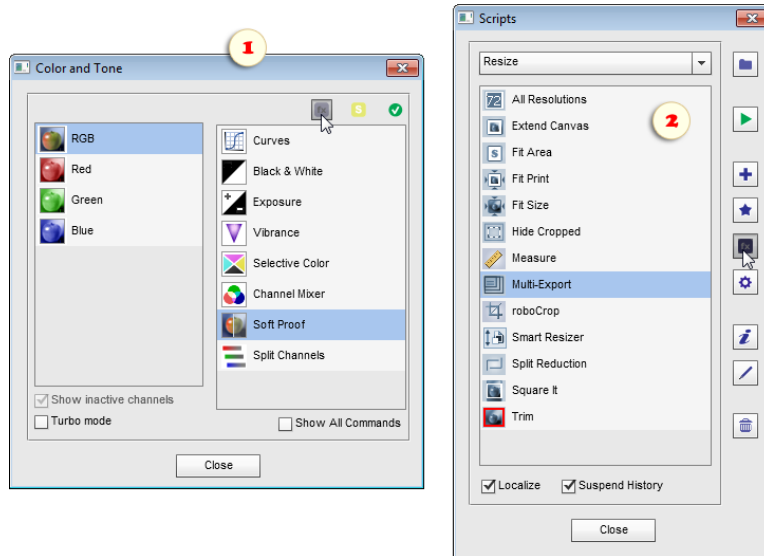 1
Color and Tone
fx
S
RGB
Red
Green
Blue
Curves
Black & White
Exposure
Vibrance
Selective Color
Channel Mixer
Soft Proof
Split Channels
Show inactive channels
Turbo mode
Show All Commands
Close
Scripts
Resize
2
72
All Resolutions
Extend Canvas
S
Fit Area
Fit Print
Fit Size
Hide Cropped
Measure
Multi-Export
roboCrop
Smart Resizer
Split Reduction
Square It
Trim
fx
i
Localize
Suspend History
Close